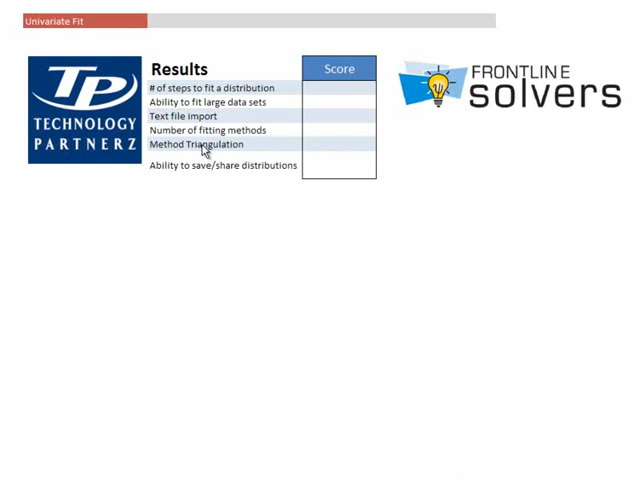 Univariate Fit
TP
TECHNOLOGY
PARTNERZ
Results
Score
# of steps to fit a distribution
Ability to fit large data sets
Text file import
Number of fitting methods
Method Triangulation
Ability to save/share distributions
FRONTLINE
solvers